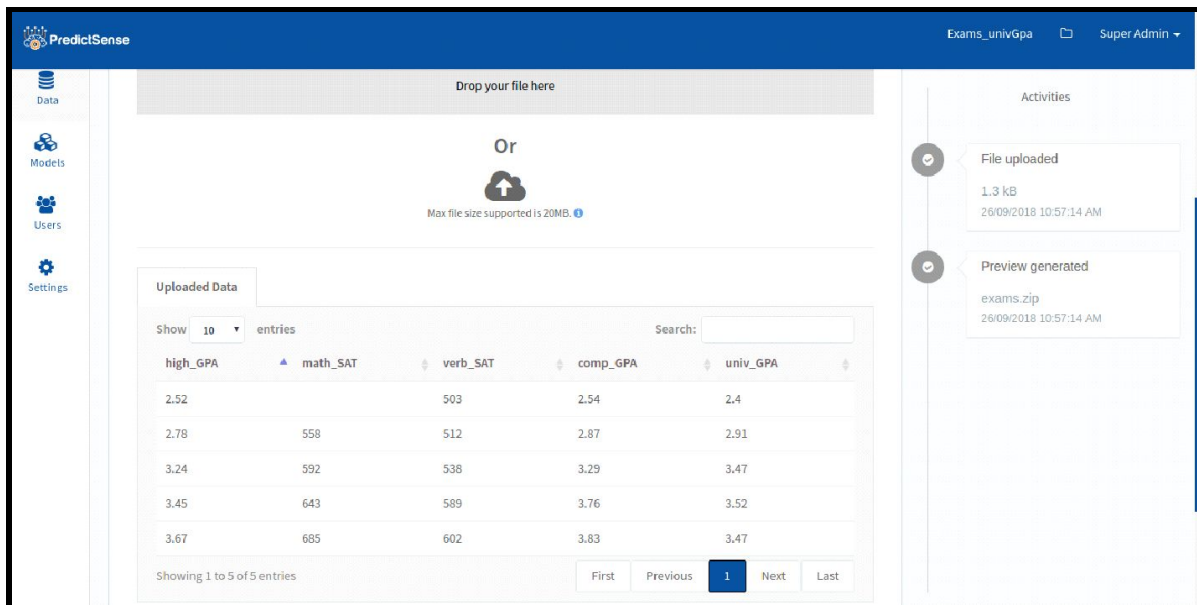 PredictSense
Exams_univGpa Super Admin
Data
Models
Users
Settings
Drop your file here
Or
Max file size supported is 20MB.
Uploaded Data
Show 10 entries Search:
high_GPA math_SAT verb_SAT comp_GPA univ_GPA
2.52 503 2.54 2.4
2.78 558 512 2.87 2.91
3.24 592 538 3.29 3.47
3.45 643 589 3.76 3.52
3.67 685 602 3.83 3.47
Showing 1 to 5 of 5 entries
First Previous 1 Next Last
Activities
File uploaded
1.3 kB
26/09/2018 10:57:14 AM
Preview generated
exams.zip
26/09/2018 10:57:14 AM